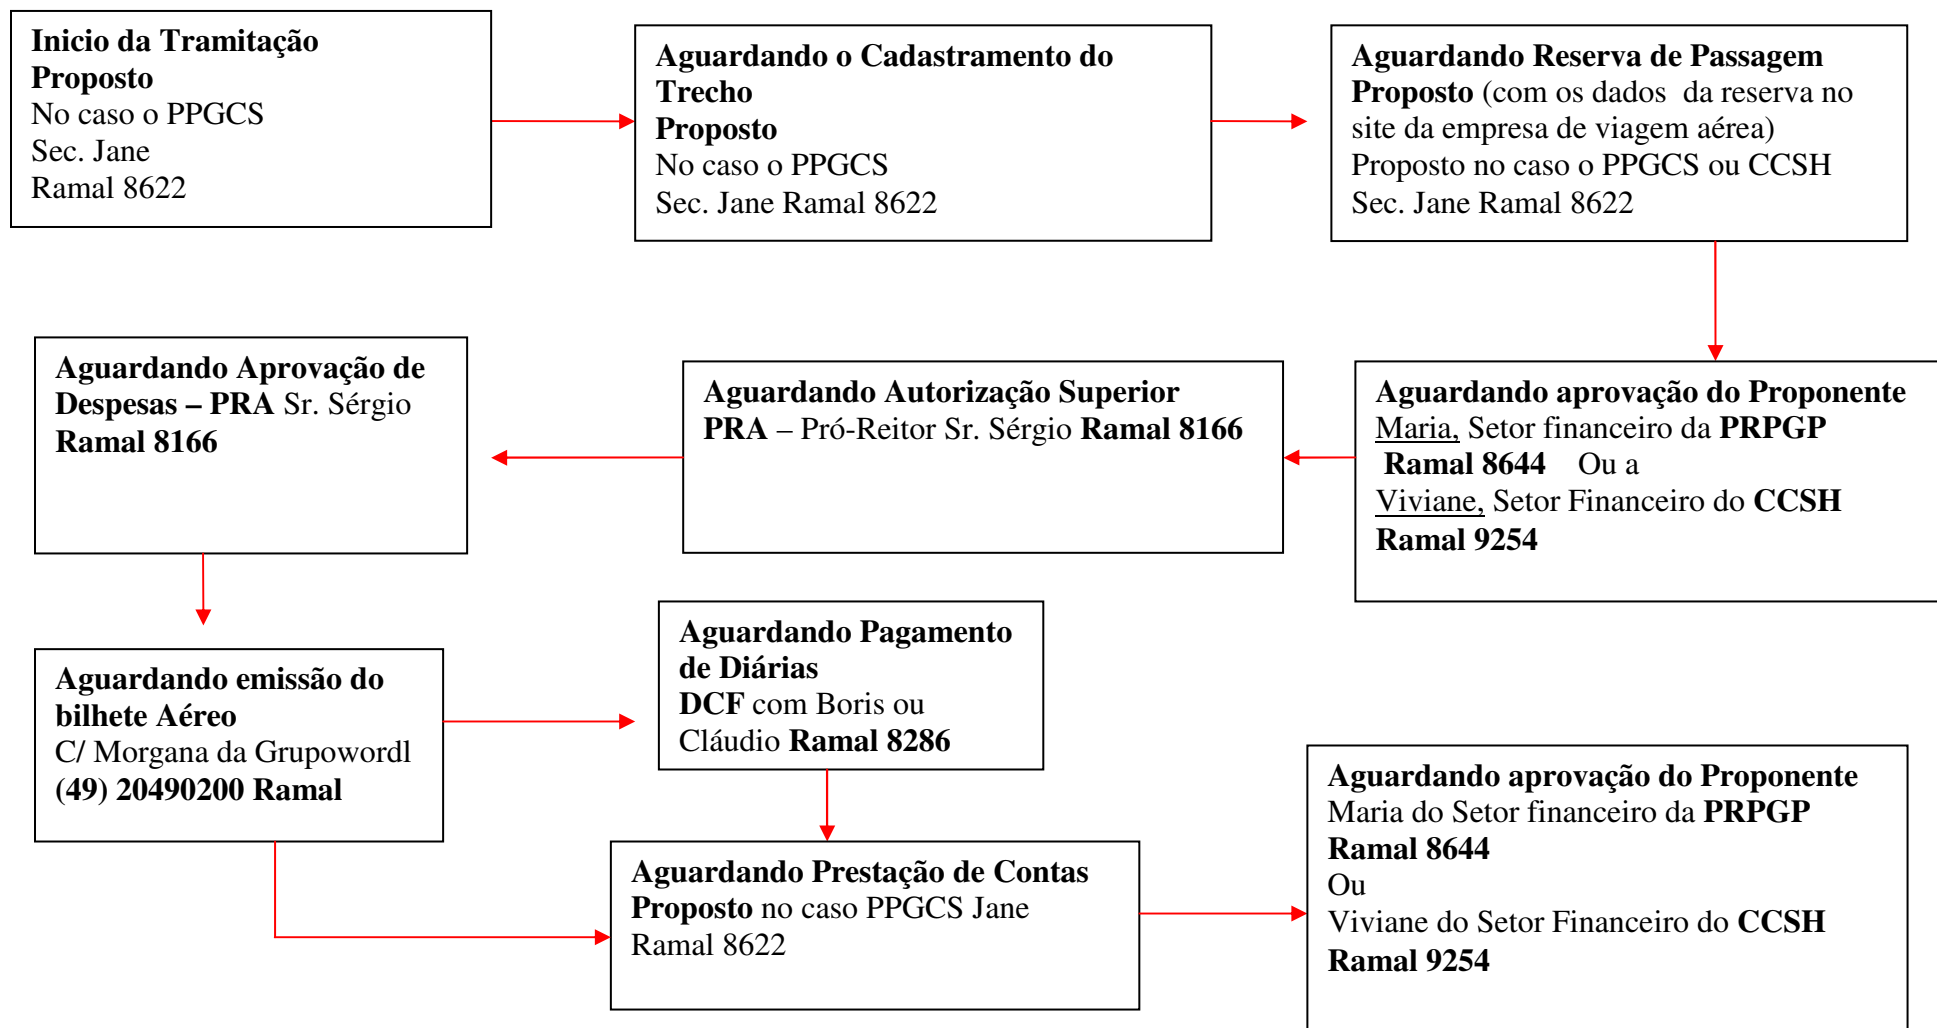 Inicio da Tramitação
Proposto
No caso o PPGCS
Sec. Jane
Ramal 8622
Aguardando o Cadastramento do
Trecho
Proposto
No caso o PPGCS
Sec. Jane Ramal 8622
Aguardando Reserva de Passagem
Proposto (com os dados  da reserva no
site da empresa de viagem aérea)
Proposto no caso o PPGCS ou CCSH
Sec. Jane Ramal 8622
Aguardando aprovação do Proponente
Maria, Setor financeiro da PRPGP
Ramal 8644    Ou a
Viviane, Setor Financeiro do CCSH
Ramal 9254
Aguardando Autorização Superior
PRA – Pró-Reitor Sr. Sérgio Ramal 8166
Aguardando Aprovação de
Despesas – PRA Sr. Sérgio
Ramal 8166
Aguardando emissão do
bilhete Aéreo
C/ Morgana da Grupowordl
(49) 20490200 Ramal
Aguardando Pagamento
de Diárias
DCF com Boris ou
Cláudio Ramal 8286
Aguardando Prestação de Contas
Proposto no caso PPGCS Jane
Ramal 8622
Aguardando aprovação do Proponente
Maria do Setor financeiro da PRPGP
Ramal 8644
Ou
Viviane do Setor Financeiro do CCSH
Ramal 9254